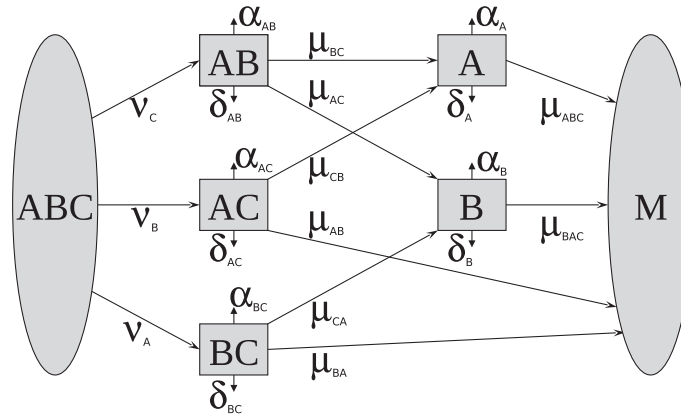 α_AB
α_A
AB
μ_BC
A
ν_C
δ_AB
μ_AC
δ_A
μ_ABC
α_AC
μ_CB
α_B
ABC
AC
B
M
ν_B
μ_AB
μ_BAC
δ_AC
δ_B
α_BC
ν_A
μ_CA
BC
μ_BA
δ_BC